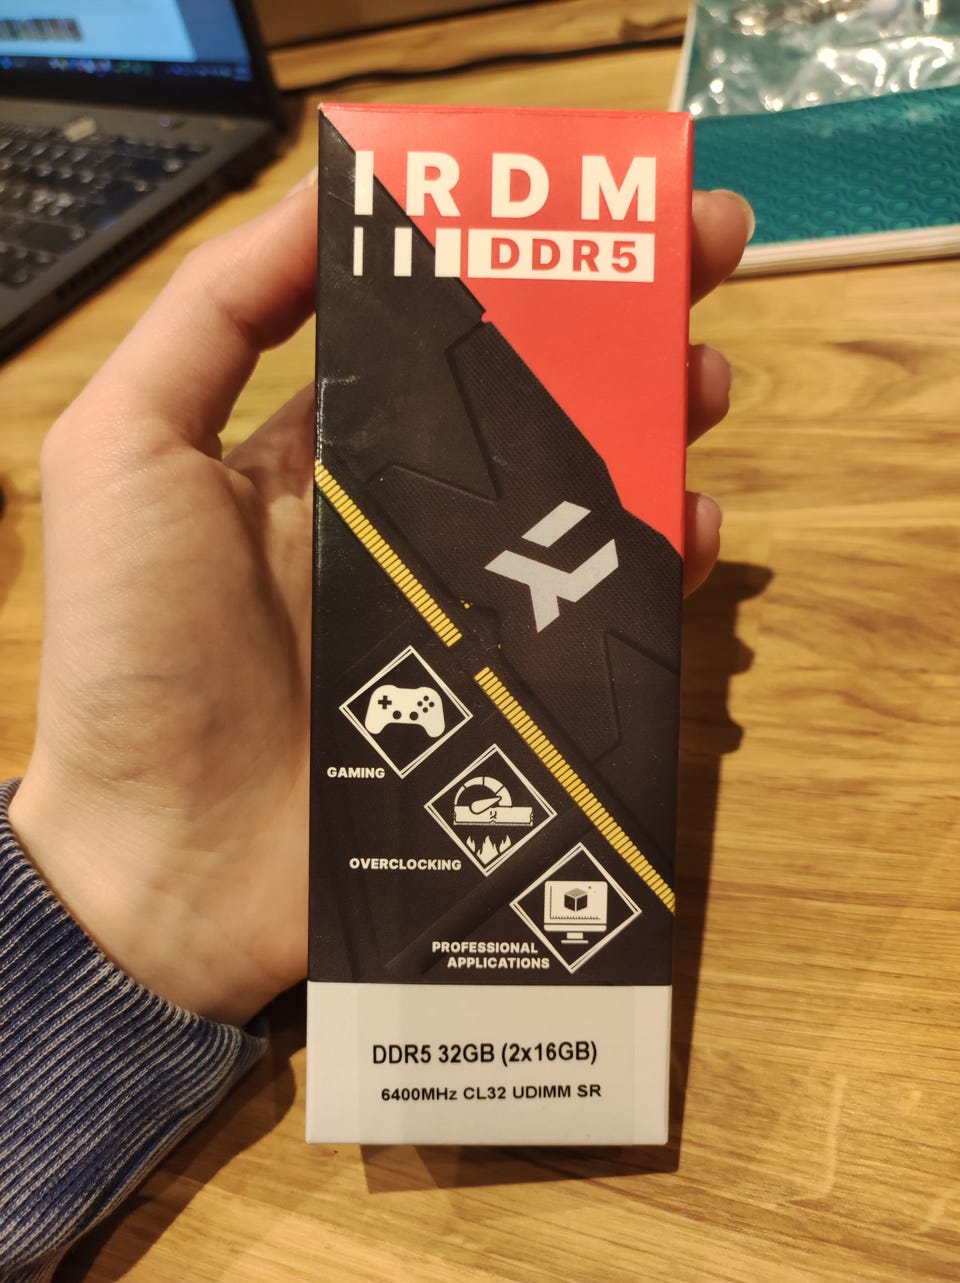 IRDM
DDR5
GAMING
OVERCLOCKING
PROFESSIONAL
APPLICATIONS
DDR5 32GB (2x16GB)
6400MHz CL32 UDIMM SR